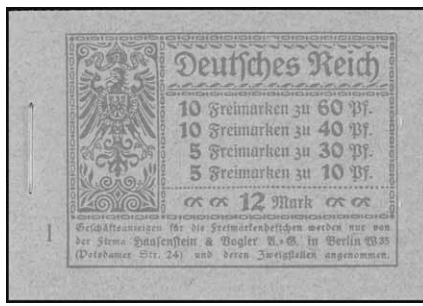 Deutsches Reich
10 Freimarken zu 60 Pf.
10 Freimarken zu 40 Pf.
5 Freimarken zu 30 Pf.
5 Freimarken zu 10 Pf.
12 Mark
1
Geschäftsanzeigen für die Freimarkenheftchen werden nur von
der Firma Haasenstein & Vogler A.-G. in Berlin W35
(Potsdamer Str. 24) und deren Zweigstellen angenommen.